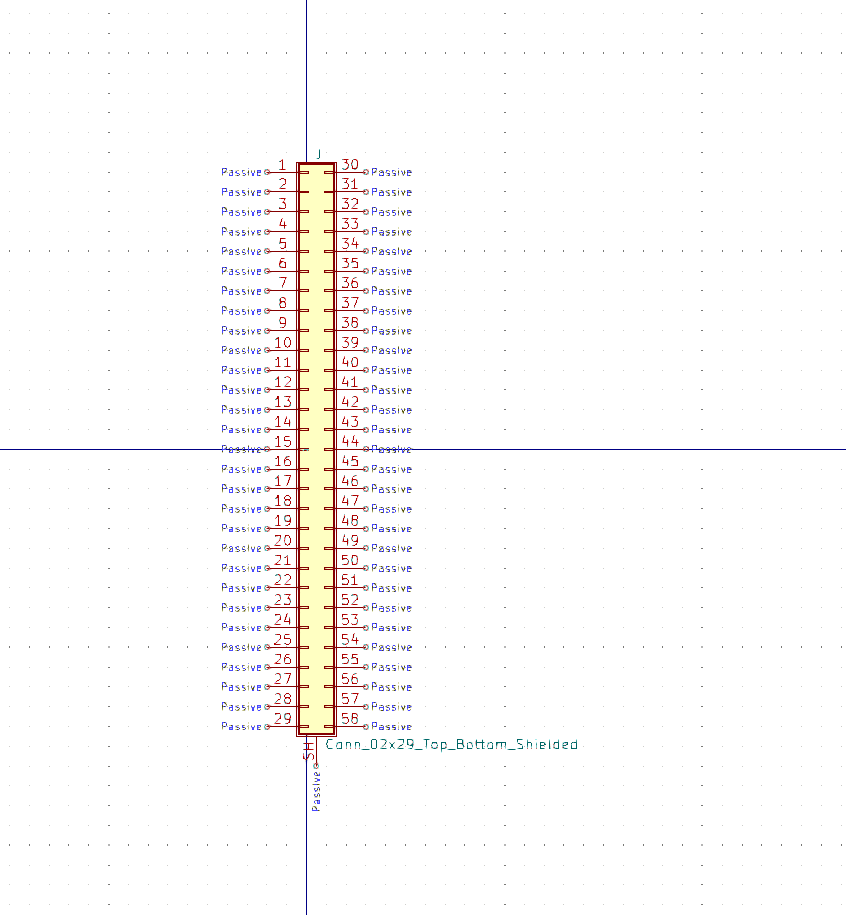 J
Passive 1 30 Passive
Passive 2 31 Passive
Passive 3 32 Passive
Passive 4 33 Passive
Passive 5 34 Passive
Passive 6 35 Passive
Passive 7 36 Passive
Passive 8 37 Passive
Passive 9 38 Passive
Passive 10 39 Passive
Passive 11 40 Passive
Passive 12 41 Passive
Passive 13 42 Passive
Passive 14 43 Passive
Passive 15 44 Passive
Passive 16 45 Passive
Passive 17 46 Passive
Passive 18 47 Passive
Passive 19 48 Passive
Passive 20 49 Passive
Passive 21 50 Passive
Passive 22 51 Passive
Passive 23 52 Passive
Passive 24 53 Passive
Passive 25 54 Passive
Passive 26 55 Passive
Passive 27 56 Passive
Passive 28 57 Passive
Passive 29 58 Passive
SH Conn_02x29_Top_Bottom_Shielded
Passive